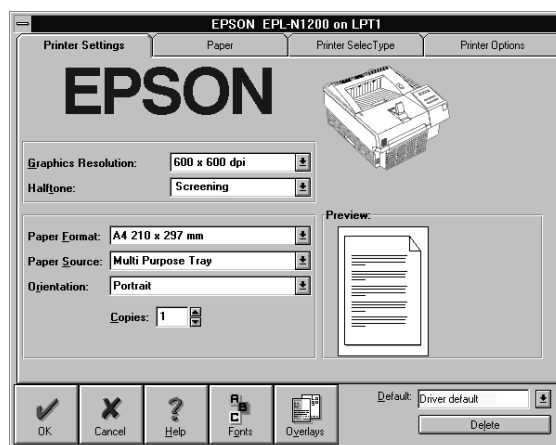 EPSON EPL-N1200 on LPT1
Printer Settings
Paper
Printer SelecType
Printer Options
EPSON
Graphics Resolution: 600 x 600 dpi
Halftone: Screening
Paper Format: A4 210 x 297 mm
Paper Source: Multi Purpose Tray
Orientation: Portrait
Copies: 1
Preview:
OK
Cancel
Help
A B C
Fonts
Overlays
Default: Driver default
Delete